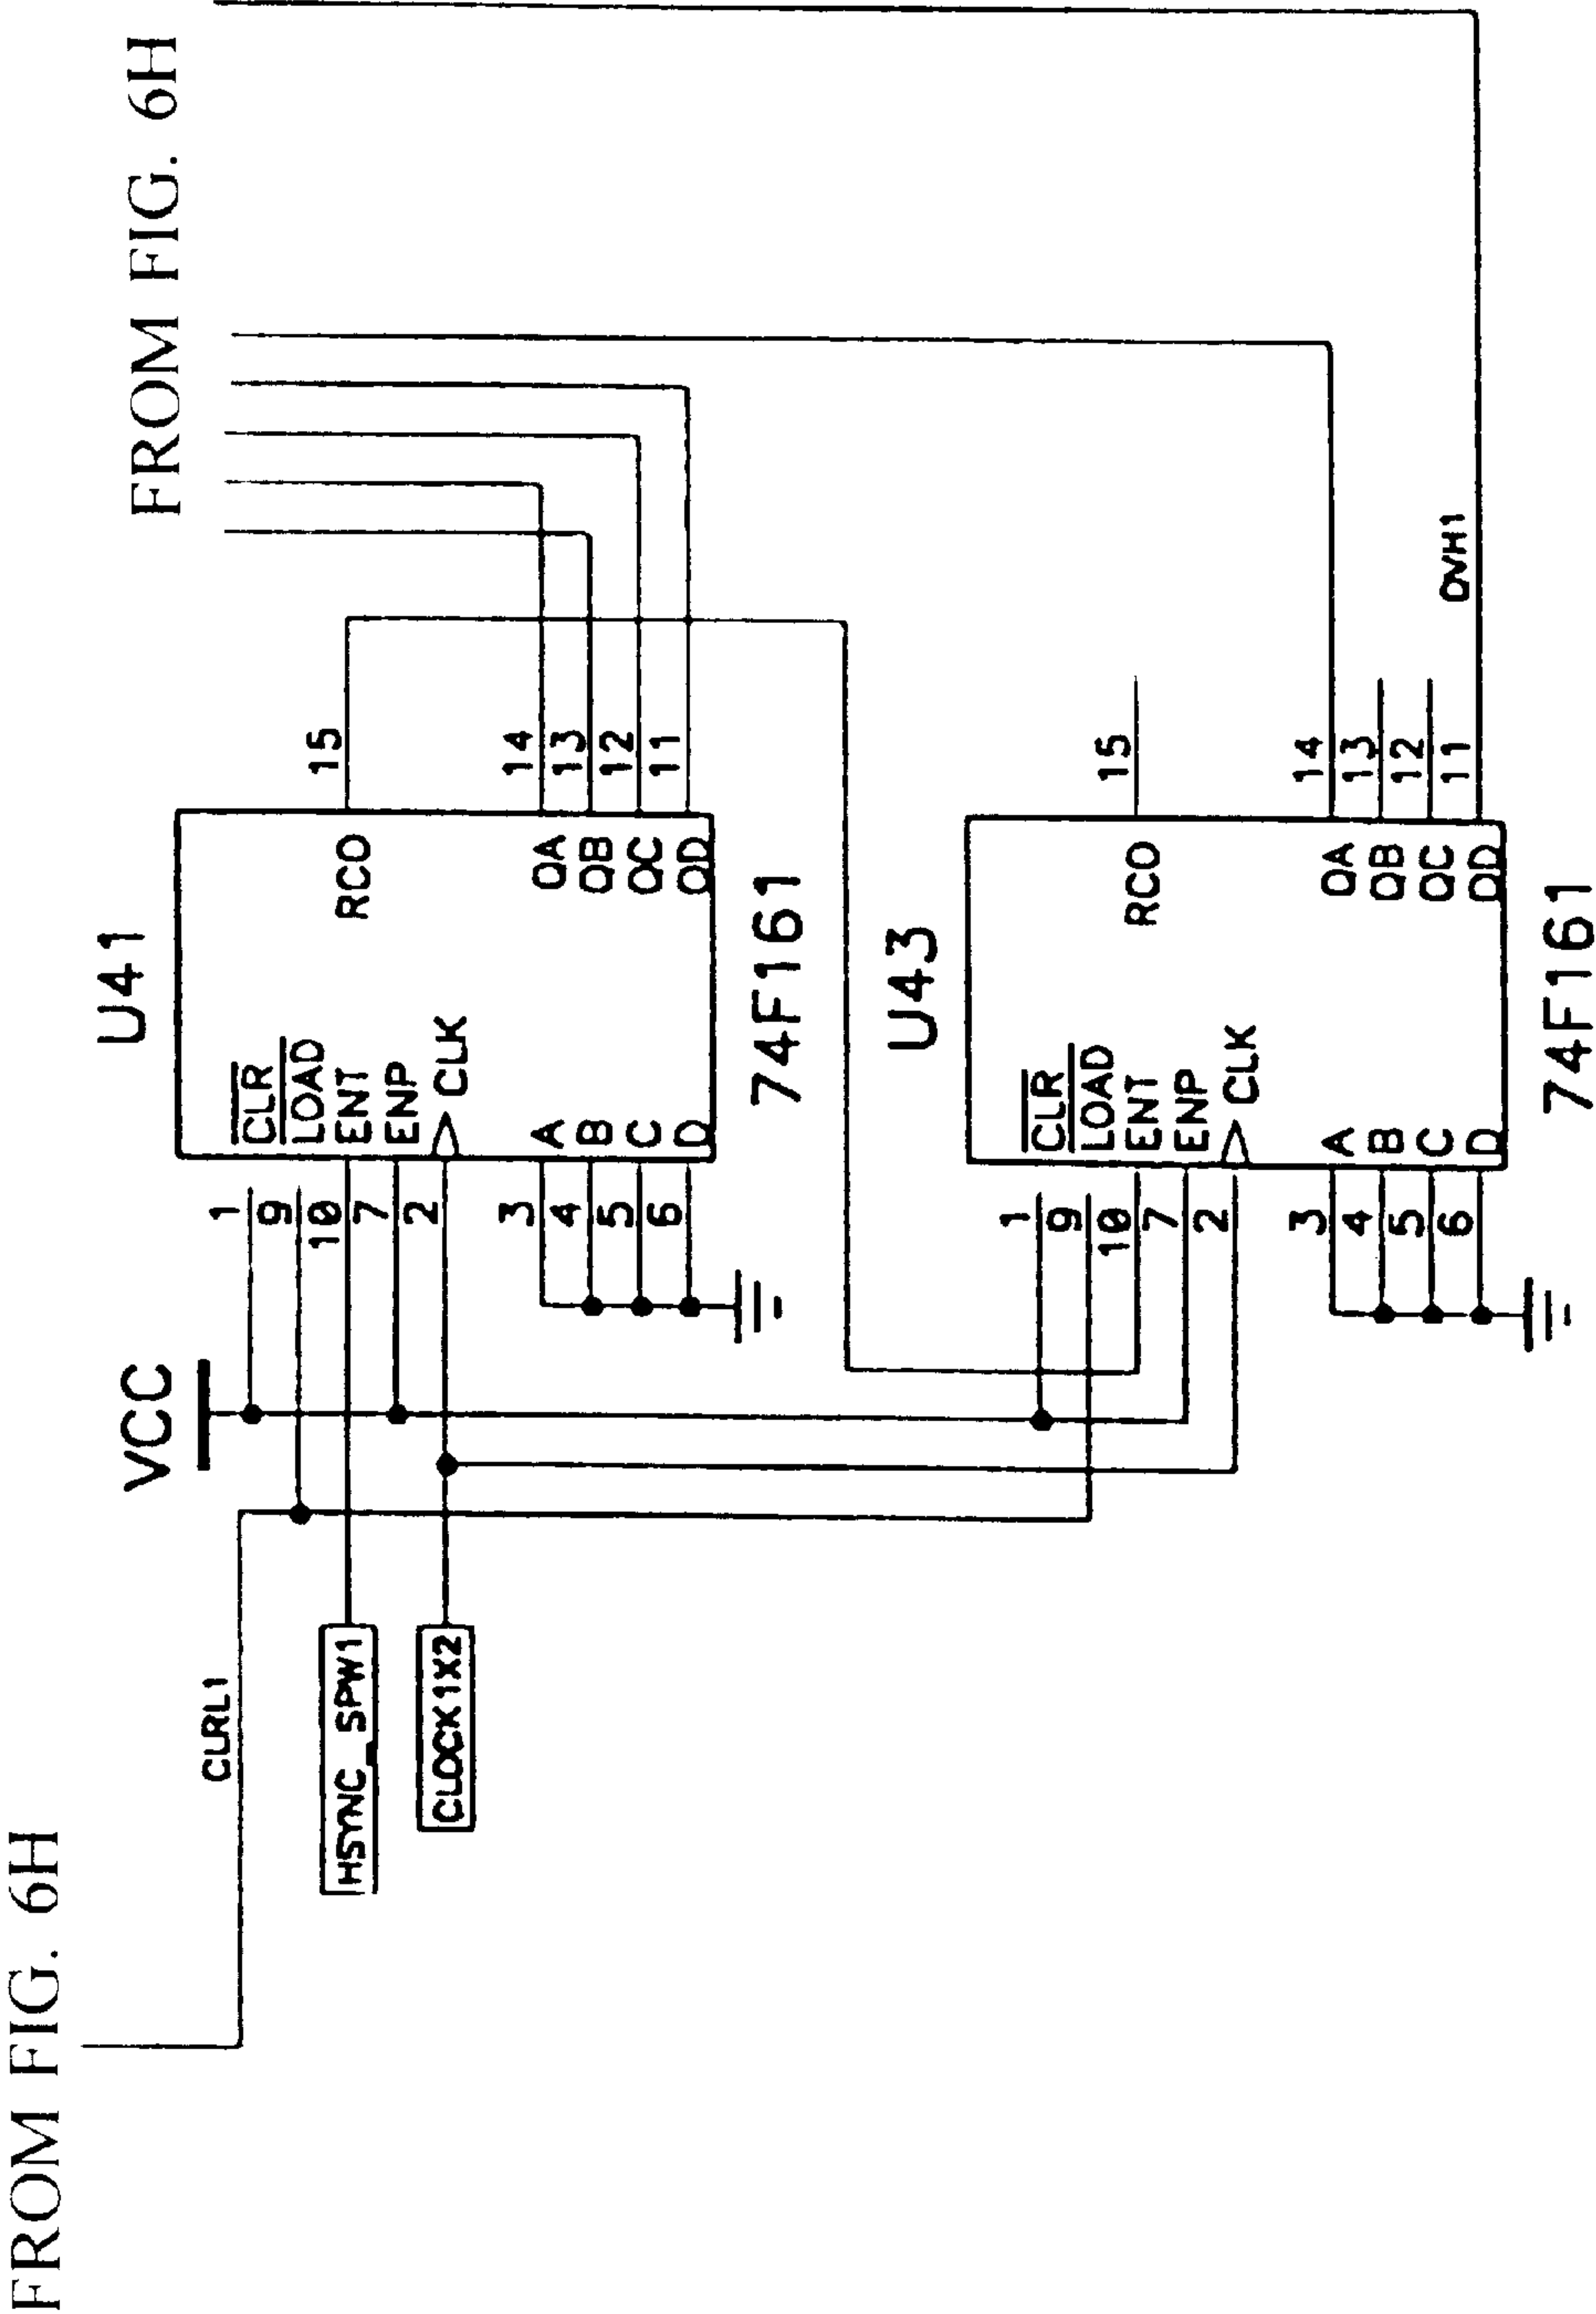 FROM FIG. 6H
FROM FIG. 6H
CLRL1
HSYNC_SPW1
CLOCK1X2
VCC
U41
1
9
10
7
2
3
4
5
6
CLR
LOAD
ENT
ENP
CLK
A
B
C
D
RCO
QA
QB
QC
QD
15
14
13
12
11
74F161
U43
1
9
10
7
2
3
4
5
6
CLR
LOAD
ENT
ENP
CLK
A
B
C
D
RCO
QA
QB
QC
QD
15
14
13
12
11
OVH1
74F161